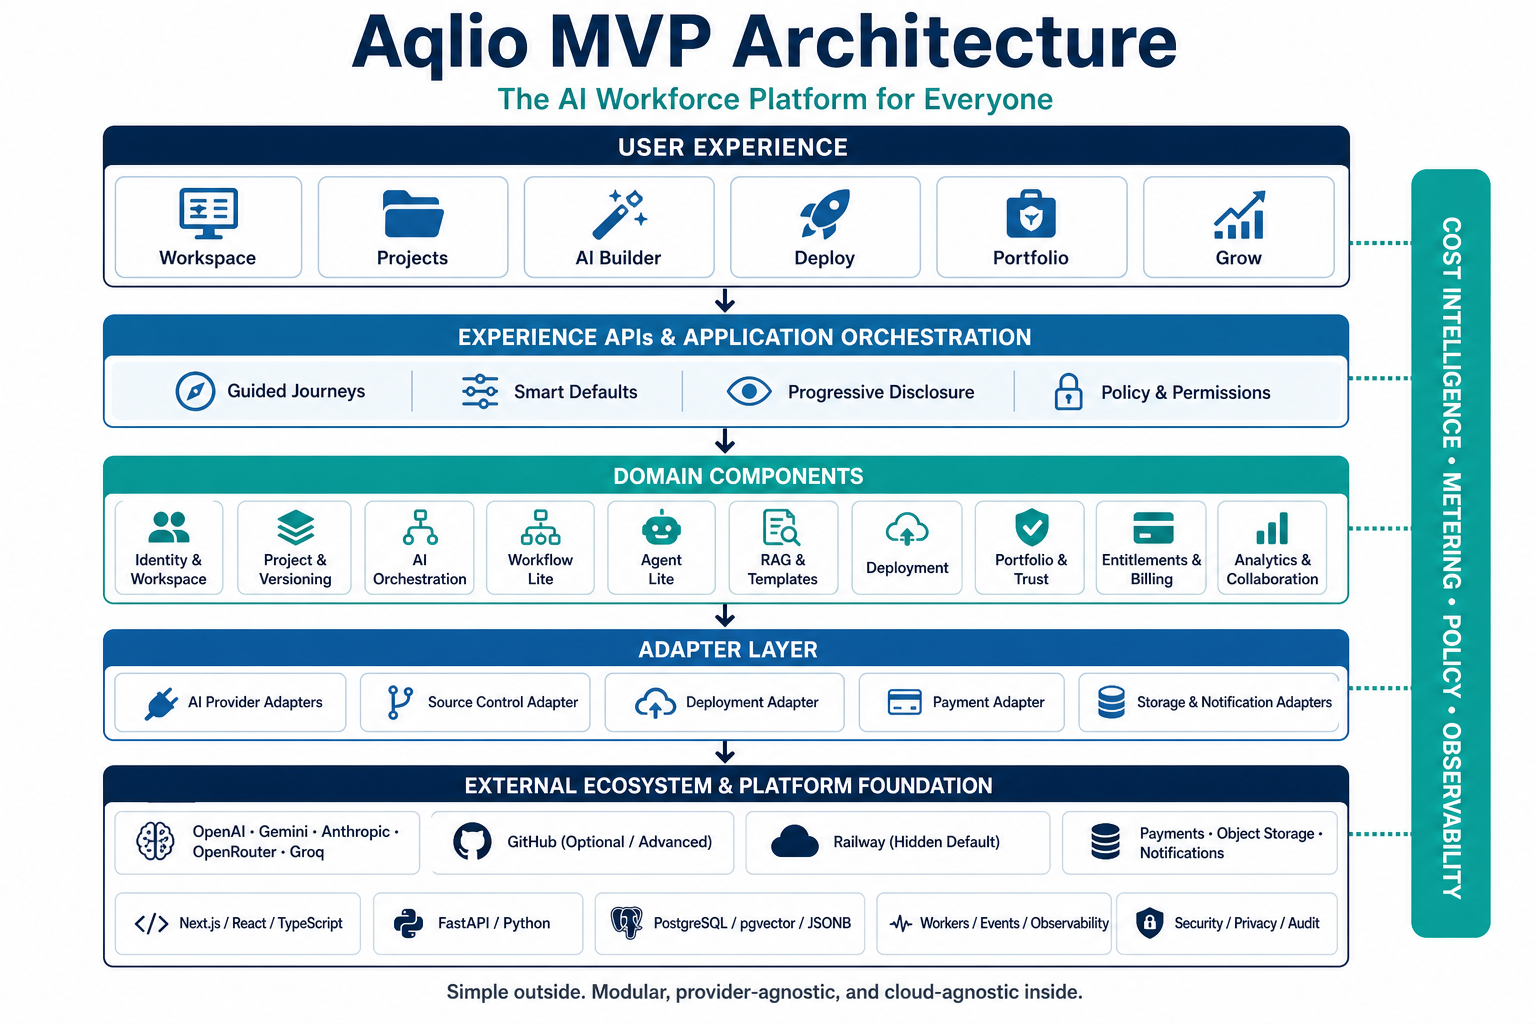 Aqlio MVP Architecture
The AI Workforce Platform for Everyone
USER EXPERIENCE
Workspace
Projects
AI Builder
Deploy
Portfolio
Grow
EXPERIENCE APIs & APPLICATION ORCHESTRATION
Guided Journeys
Smart Defaults
Progressive Disclosure
Policy & Permissions
DOMAIN COMPONENTS
Identity &
Workspace
Project &
Versioning
AI
Orchestration
Workflow
Lite
Agent
Lite
RAG &
Templates
Deployment
Portfolio &
Trust
Entitlements &
Billing
Analytics &
Collaboration
ADAPTER LAYER
AI Provider Adapters
Source Control Adapter
Deployment Adapter
Payment Adapter
Storage & Notification Adapters
EXTERNAL ECOSYSTEM & PLATFORM FOUNDATION
OpenAI • Gemini • Anthropic •
OpenRouter • Groq
GitHub (Optional / Advanced)
Railway (Hidden Default)
Payments • Object Storage •
Notifications
</> Next.js / React / TypeScript
FastAPI / Python
PostgreSQL / pgvector / JSONB
Workers / Events / Observability
Security / Privacy / Audit
COST INTELLIGENCE • METERING • POLICY • OBSERVABILITY
Simple outside. Modular, provider-agnostic, and cloud-agnostic inside.